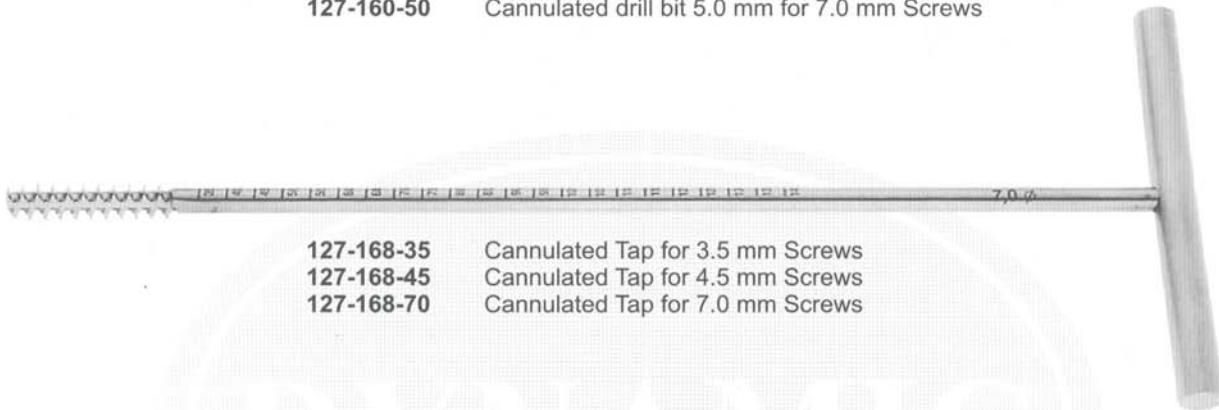 127-160-50 Cannulated drill bit 5.0 mm for 7.0 mm Screws
7,0 ø
127-168-35 Cannulated Tap for 3.5 mm Screws
127-168-45 Cannulated Tap for 4.5 mm Screws
127-168-70 Cannulated Tap for 7.0 mm Screws